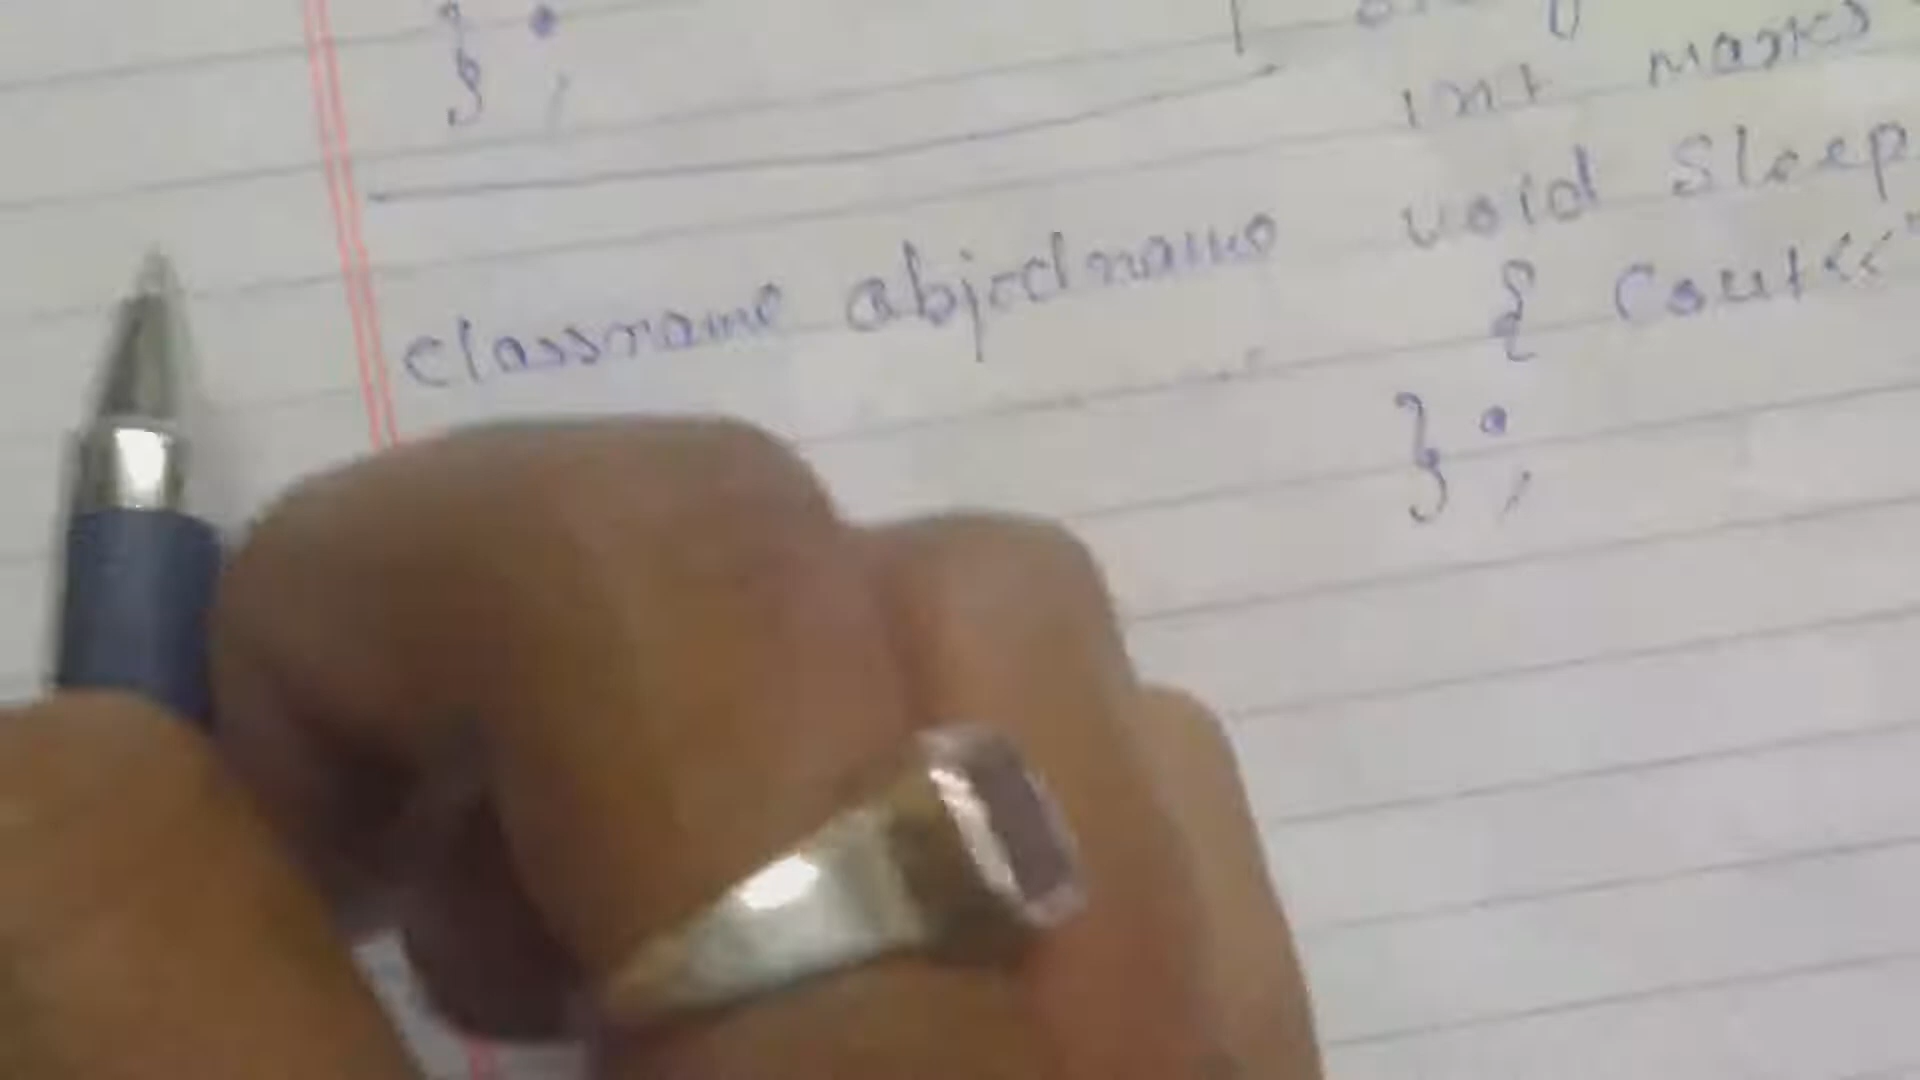 };
classname objectname
int marks
void Sleep
{ Cout<<"
};